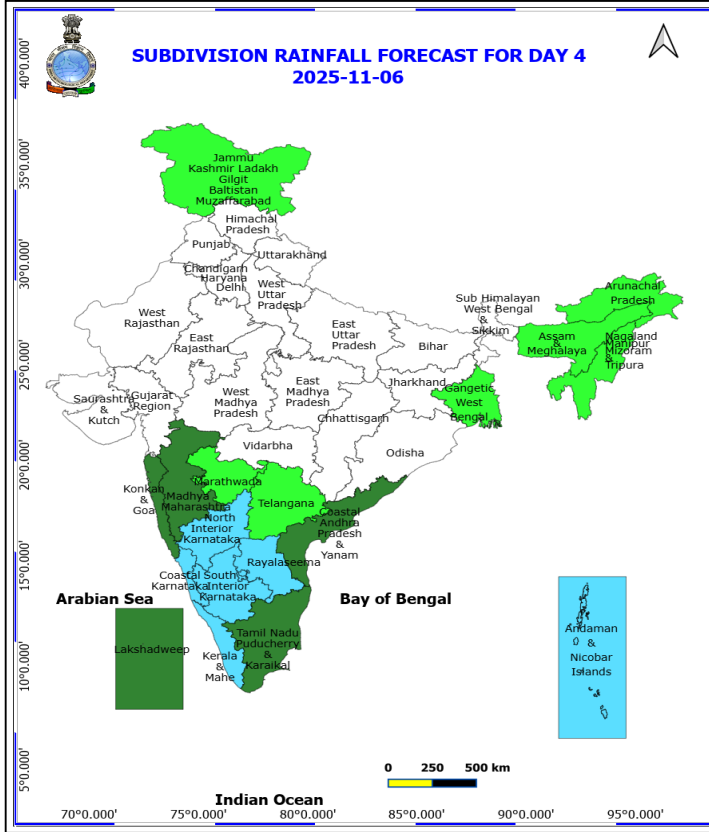 SUBDIVISION RAINFALL FORECAST FOR DAY 4
2025-11-06
40°0.000'
35°0.000'
30°0.000'
25°0.000'
20°0.000'
15°0.000'
10°0.000'
5°0.000'
Jammu
Kashmir Ladakh
Gilgit
Baltistan
Muzaffarabad
Himachal
Pradesh
Punjab
Uttarakhand
Chandigarh
Haryana
Delhi
West
Uttar
Pradesh
West
Rajasthan
East
Rajasthan
East
Uttar
Pradesh
Bihar
Sub Himalayan
West Bengal
&
Sikkim
Arunachal
Pradesh
Assam
&
Meghalaya
Nagaland
Manipur
Mizoram
&
Tripura
Saurashtra
&
Kutch
Gujarat
Region
West
Madhya
Pradesh
East
Madhya
Pradesh
Jharkhand
Gangetic
West
Bengal
Chhattisgarh
Vidarbha
Odisha
Konkan
&
Goa
Madhya
Maharashtra
Marathwada
Telangana
North
Interior
Karnataka
Coastal
Andhra
Pradesh
&
Yanam
Rayalaseema
Coastal
Karnataka
South
Interior
Karnataka
Arabian Sea
Bay of Bengal
Lakshadweep
Kerala
&
Mahe
Tamil Nadu
Puducherry
&
Karaikal
Andaman
&
Nicobar
Islands
0 250 500 km
Indian Ocean
70°0.000' 75°0.000' 80°0.000' 85°0.000' 90°0.000' 95°0.000'